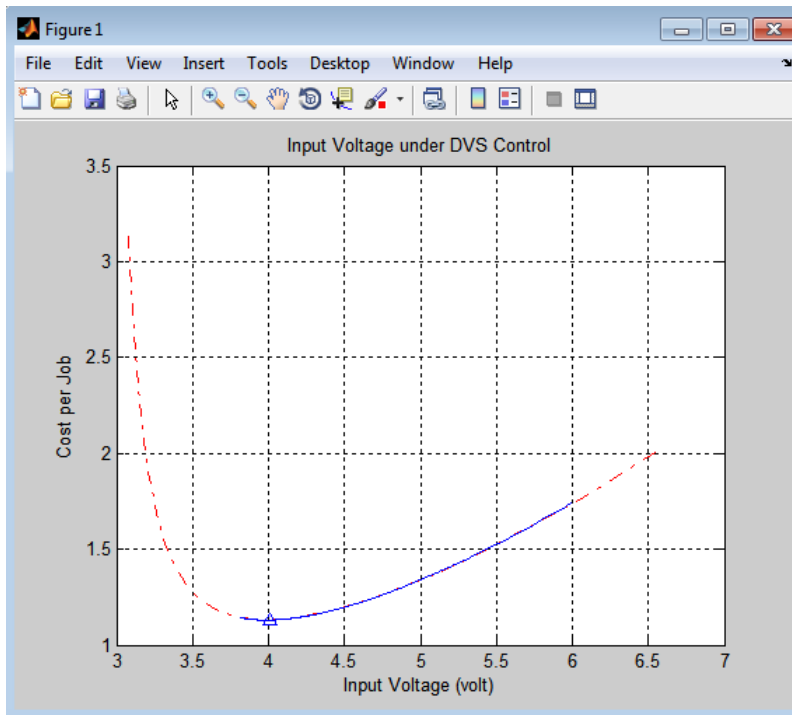 Figure 1
File Edit View Insert Tools Desktop Window Help
Input Voltage under DVS Control
3.5
3
2.5
2
1.5
1
Cost per Job
3 3.5 4 4.5 5 5.5 6 6.5 7
Input Voltage (volt)